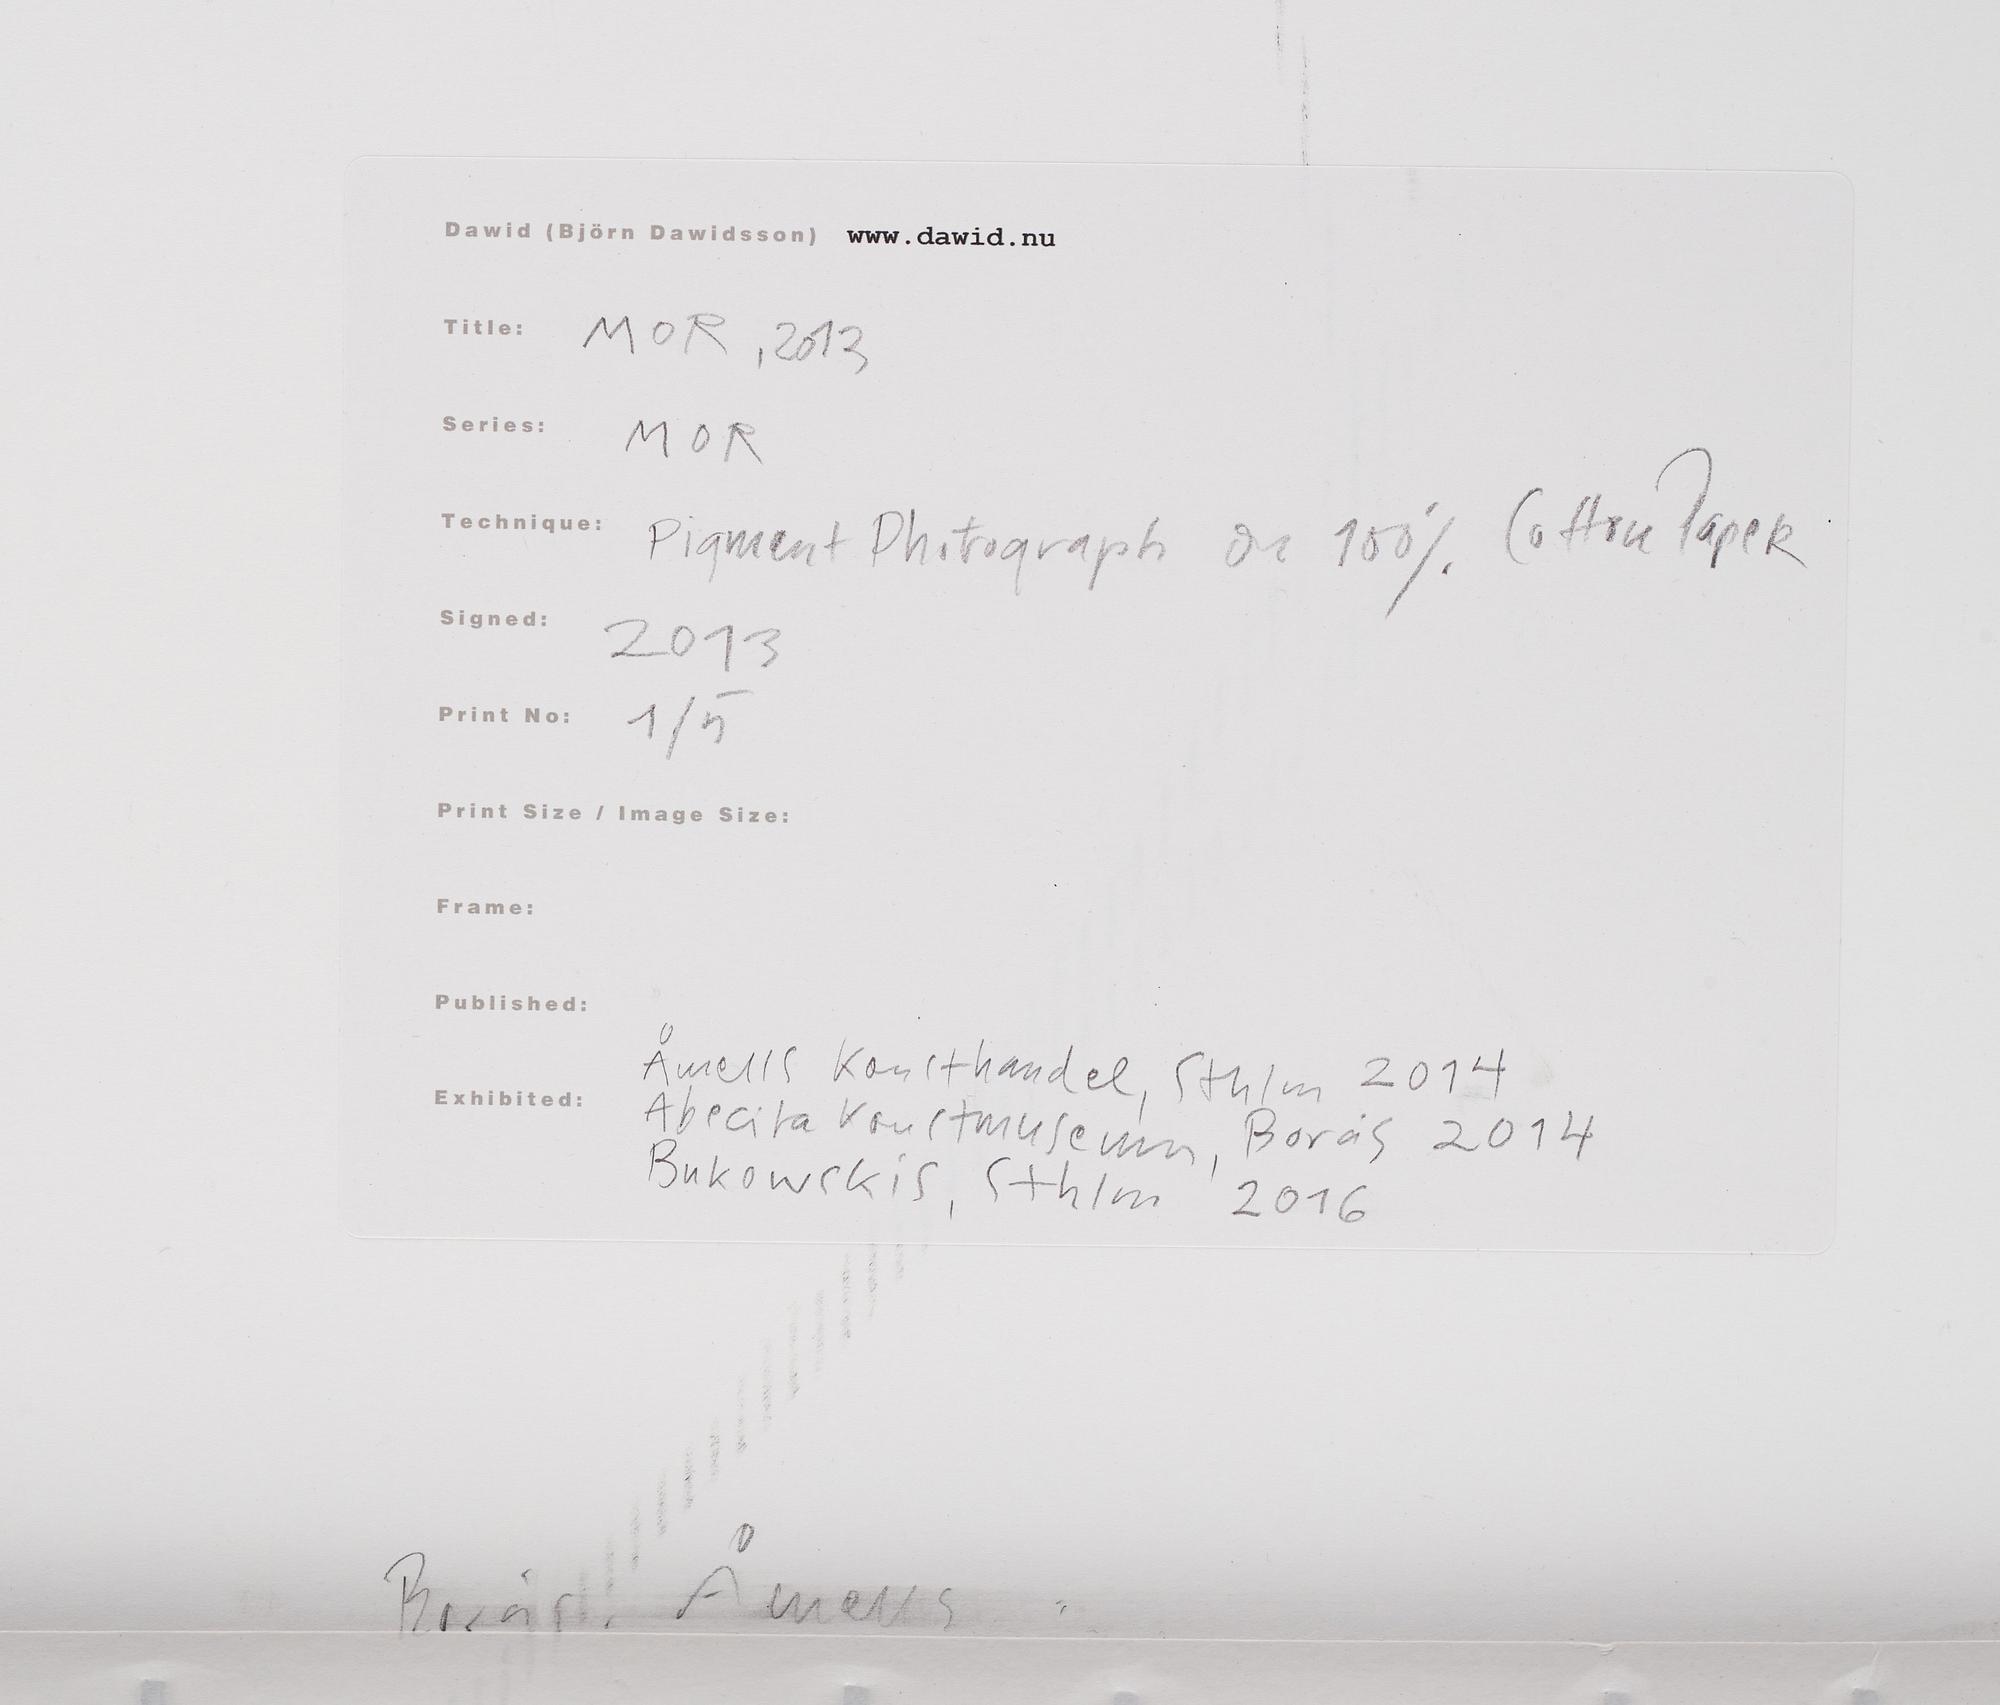 Dawid (Björn Dawidsson) www.dawid.nu
Title: MOR, 2013
Series: MOR
Technique: Pigment Photograph on 100% Cotton Paper
Signed: 2013
Print No: 1/5
Print Size / Image Size:
Frame:
Published:
Exhibited: Åmells Konsthandel, Sthlm 2014
Abecita Konstmuseum, Borås 2014
Bukowskis, Sthlm 2016
Borås. Åmells